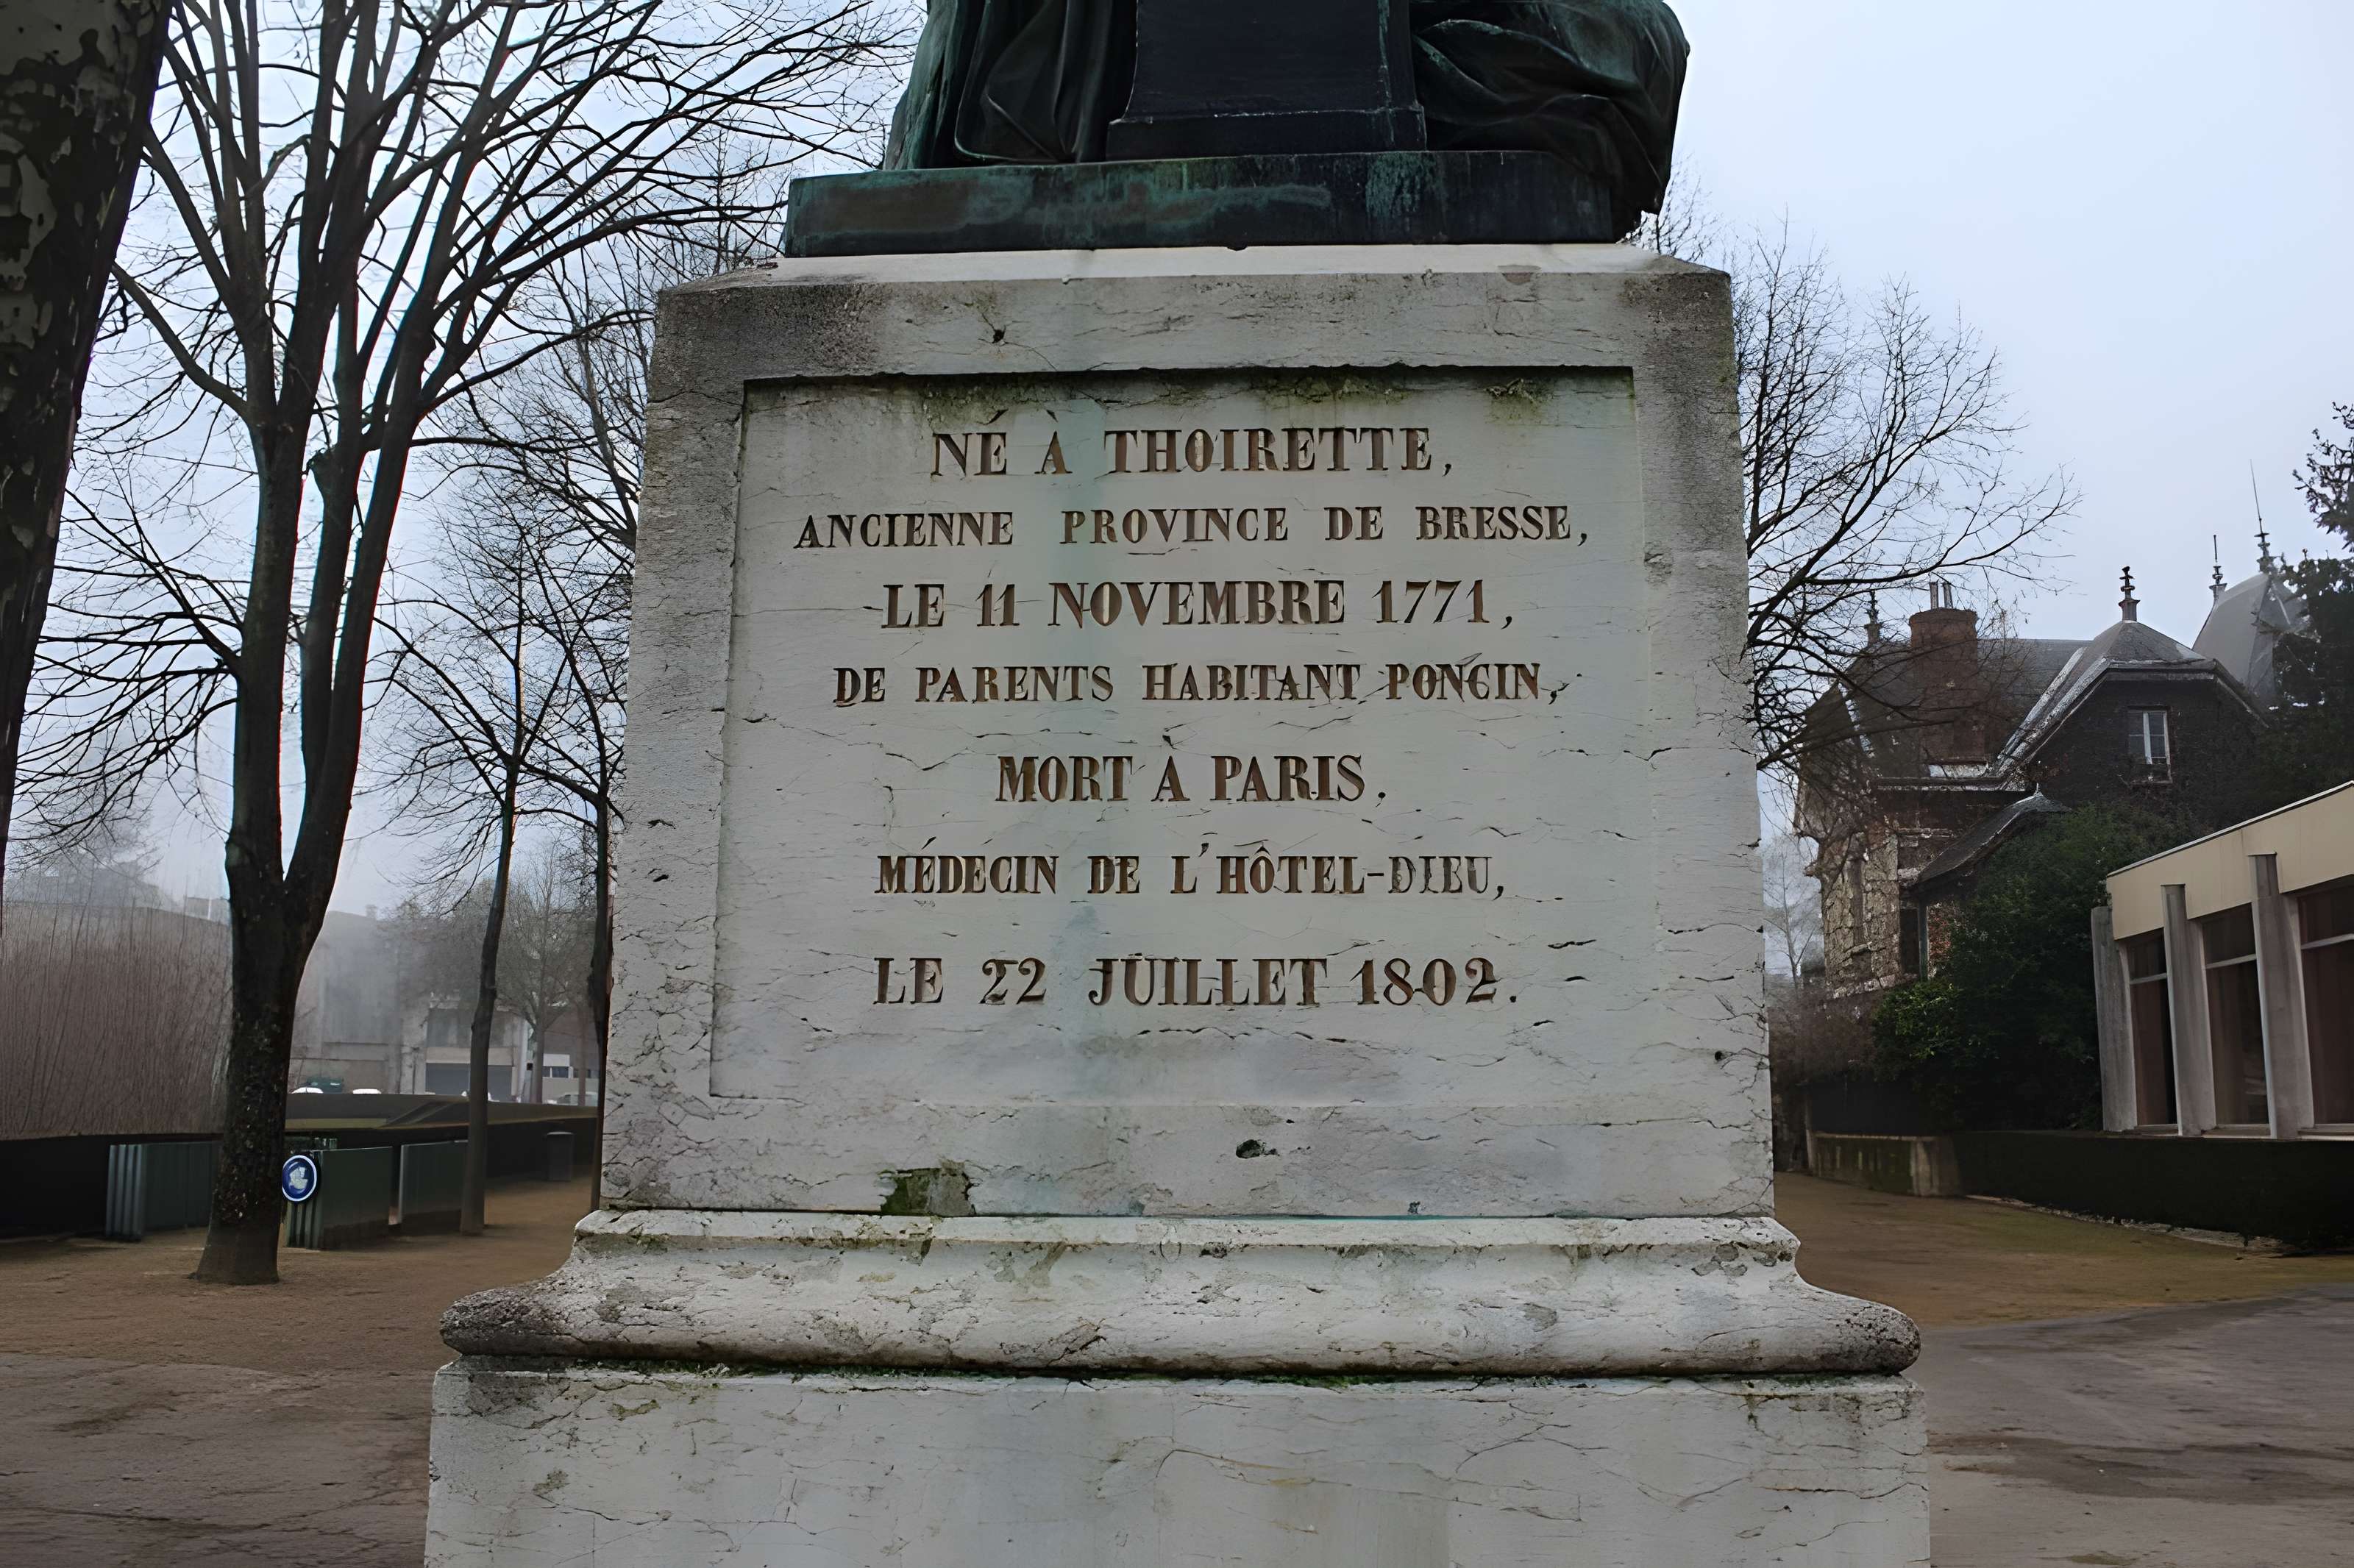 NE À THOIRETTE,
ANCIENNE PROVINCE DE BRESSE,
LE 11 NOVEMBRE 1771,
DE PARENTS HABITANT PONCIN,
MORT A PARIS,
MÉDECIN DE L'HÔTEL-DIEU,
LE 22 JUILLET 1802.